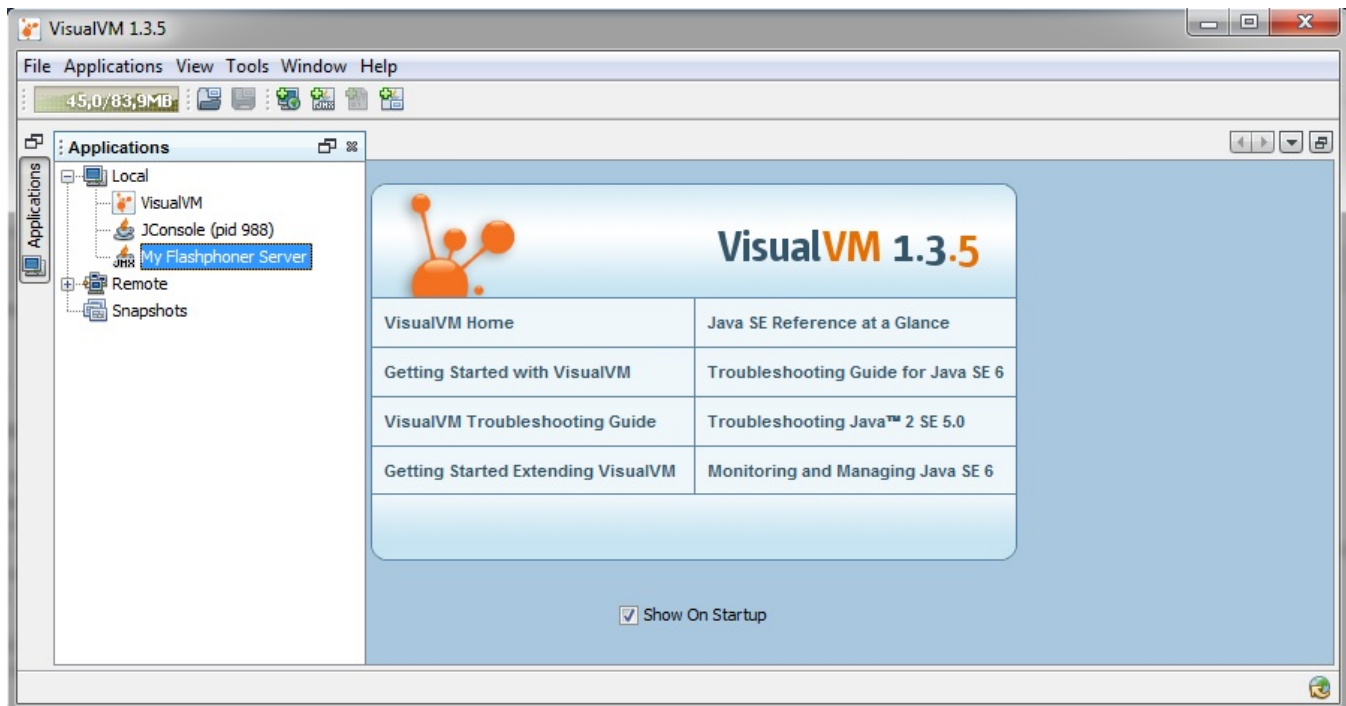 VisualVM 1.3.5
File Applications View Tools Window Help
45,0/83,9MB
Applications
Applications
Local
VisualVM
JConsole (pid 988)
JMX My Flashphoner Server
Remote
Snapshots
VisualVM 1.3.5
VisualVM Home
Java SE Reference at a Glance
Getting Started with VisualVM
Troubleshooting Guide for Java SE 6
VisualVM Troubleshooting Guide
Troubleshooting Java™ 2 SE 5.0
Getting Started Extending VisualVM
Monitoring and Managing Java SE 6
Show On Startup